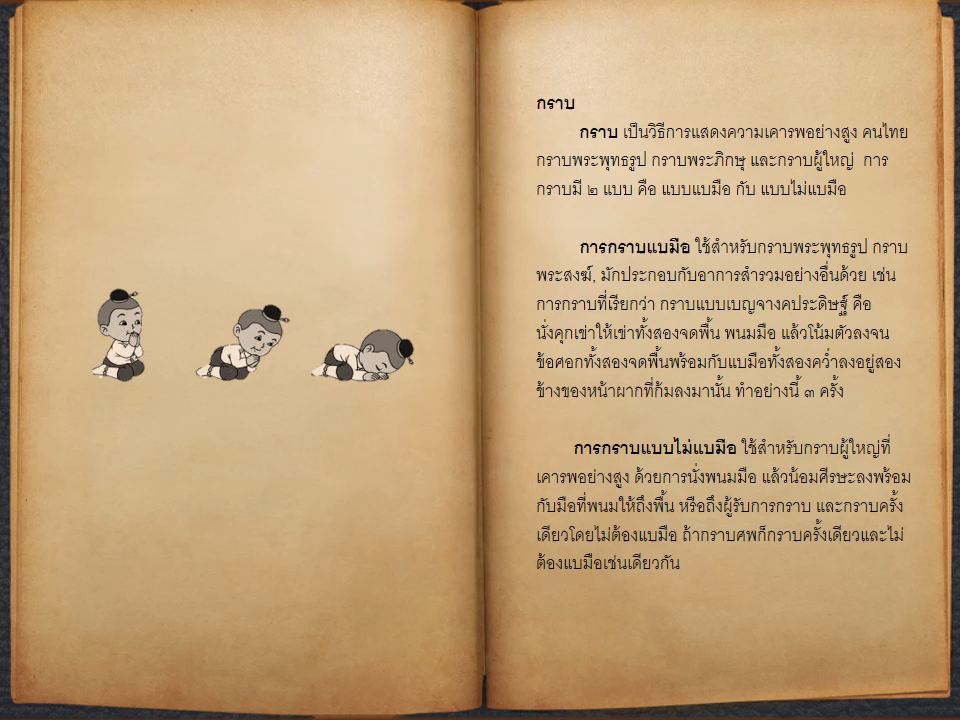 กราบ
กราบ เป็นวิธีการแสดงความเคารพอย่างสูง คนไทย
กราบพระพุทธรูป กราบพระภิกษุ และกราบผู้ใหญ่ การ
กราบมี ๒ แบบ คือ แบบแบมือ กับ แบบไม่แบมือ
การกราบแบมือ ใช้สำหรับกราบพระพุทธรูป กราบ
พระสงฆ์, มักประกอบกับอาการสำรวมอย่างอื่นด้วย เช่น
การกราบที่เรียกว่า กราบแบบเบญจางคประดิษฐ์ คือ
นั่งคุกเข่าให้เข่าทั้งสองจดพื้น พนมมือ แล้วโน้มตัวลงจน
ข้อศอกทั้งสองจดพื้นพร้อมกับแบมือทั้งสองคว่ำลงอยู่สอง
ข้างของหน้าผากที่ก้มลงมานั้น ทำอย่างนี้ ๓ ครั้ง
การกราบแบบไม่แบมือ ใช้สำหรับกราบผู้ใหญ่ที่
เคารพอย่างสูง ด้วยการนั่งพนมมือ แล้วน้อมศีรษะลงพร้อม
กับมือที่พนมให้ถึงพื้น หรือถึงผู้รับการกราบ และกราบครั้ง
เดียวโดยไม่ต้องแบมือ ถ้ากราบศพก็กราบครั้งเดียวและไม่
ต้องแบมือเช่นเดียวกัน